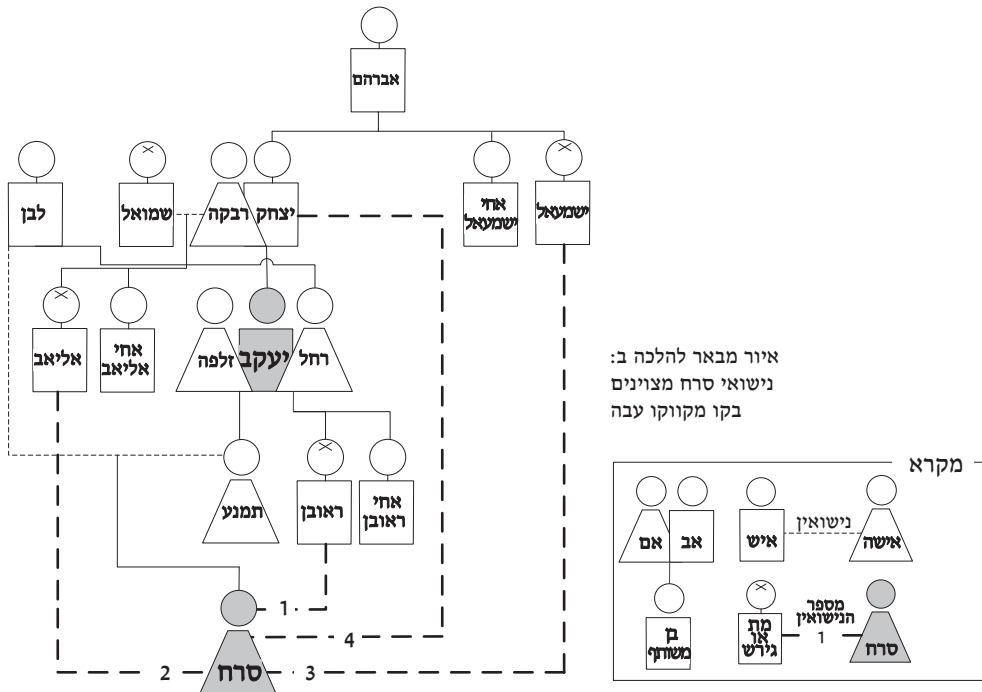 אברהם
לבן
שמואל
רבקה
יצחק
אחי
ישמעאל
ישמעאל
אליאב
אחי
אליאב
זלפה
יעקב
רחל
תמנע
ראובן
אחי
ראובן
1
4
2
סרח
3
איור מבאר להלכה ב:
נישואי סרח מצוינים
בקו מקווקו עבה
מקרא
אם
אב
איש
נישואין
אישה
בן
משותף
מת
או
גירש
מספר
הנישואין
1
סרח